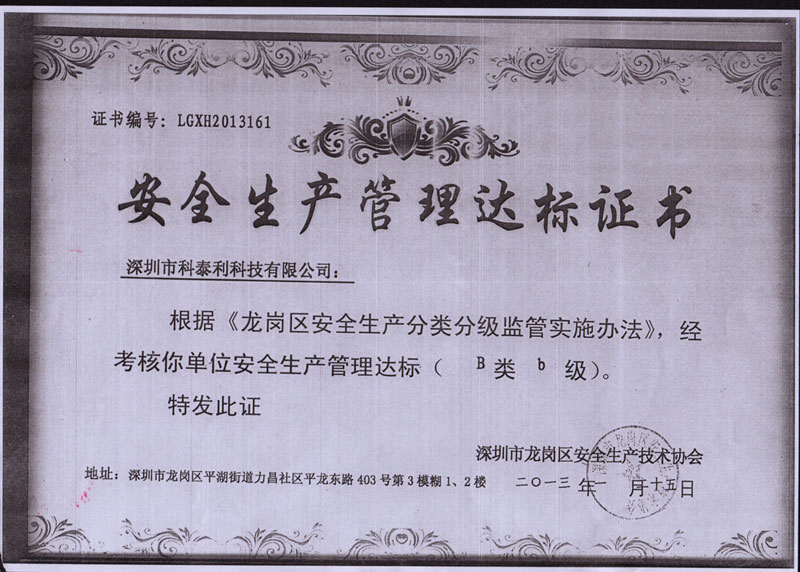 证书编号：LGXH2013161
安全生产管理达标证书
深圳市科泰利科技有限公司：
根据《龙岗区安全生产分类分级监管实施办法》，经
考核你单位安全生产管理达标（ B类 b 级）。
特发此证
深圳市龙岗区安全生产技术协会
地址：深圳市龙岗区平湖街道力昌社区平龙东路 403 号第 3 模糊 1、2 楼
二〇一三 年 一 月 十五 日